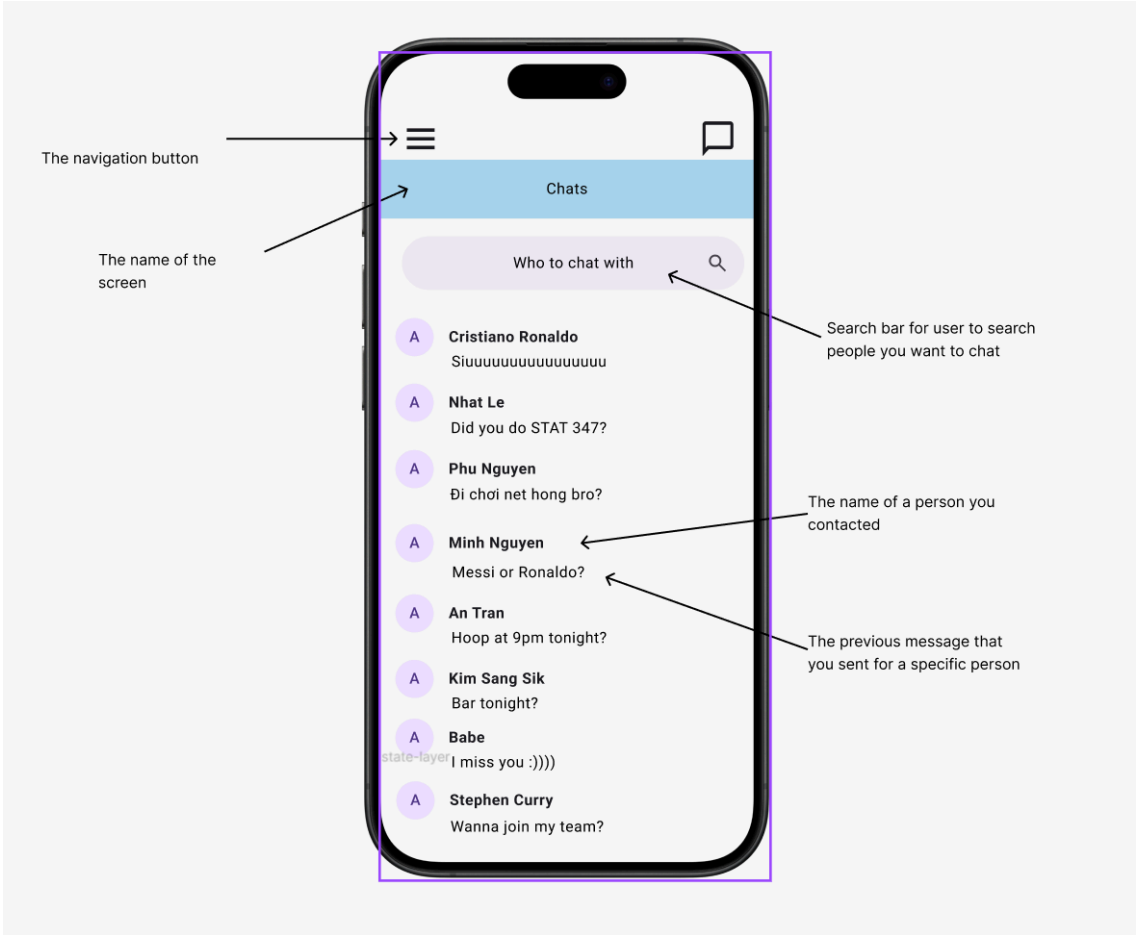 The navigation button
Chats
The name of the
screen
Who to chat with
Search bar for user to search
people you want to chat
A
Cristiano Ronaldo
Siuuuuuuuuuuuuuuuuu
A
Nhat Le
Did you do STAT 347?
A
Phu Nguyen
Đi chơi net hong bro?
The name of a person you
contacted
A
Minh Nguyen
Messi or Ronaldo?
A
An Tran
Hoop at 9pm tonight?
The previous message that
you sent for a specific person
A
Kim Sang Sik
Bar tonight?
A
Babe
state-layer
I miss you :))))
A
Stephen Curry
Wanna join my team?